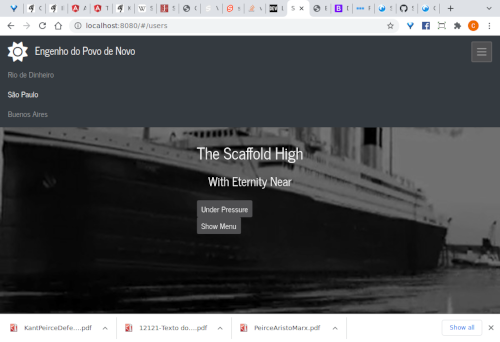 localhost:8080/#/users
Engenho do Povo de Novo
Rio de Dinheiro
São Paulo
Buenos Aires
The Scaffold High
With Eternity Near
Under Pressure
Show Menu
KantPeirceDefe....pdf
12121-Texto do....pdf
PeirceAristoMarx.pdf
Show all